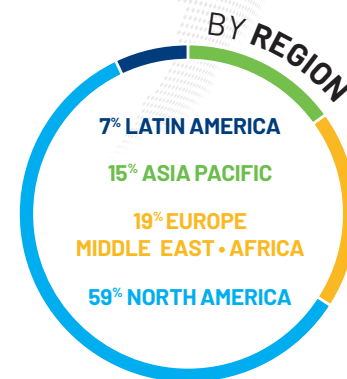 BY REGION
7% LATIN AMERICA
15% ASIA PACIFIC
19% EUROPE
MIDDLE EAST • AFRICA
59% NORTH AMERICA